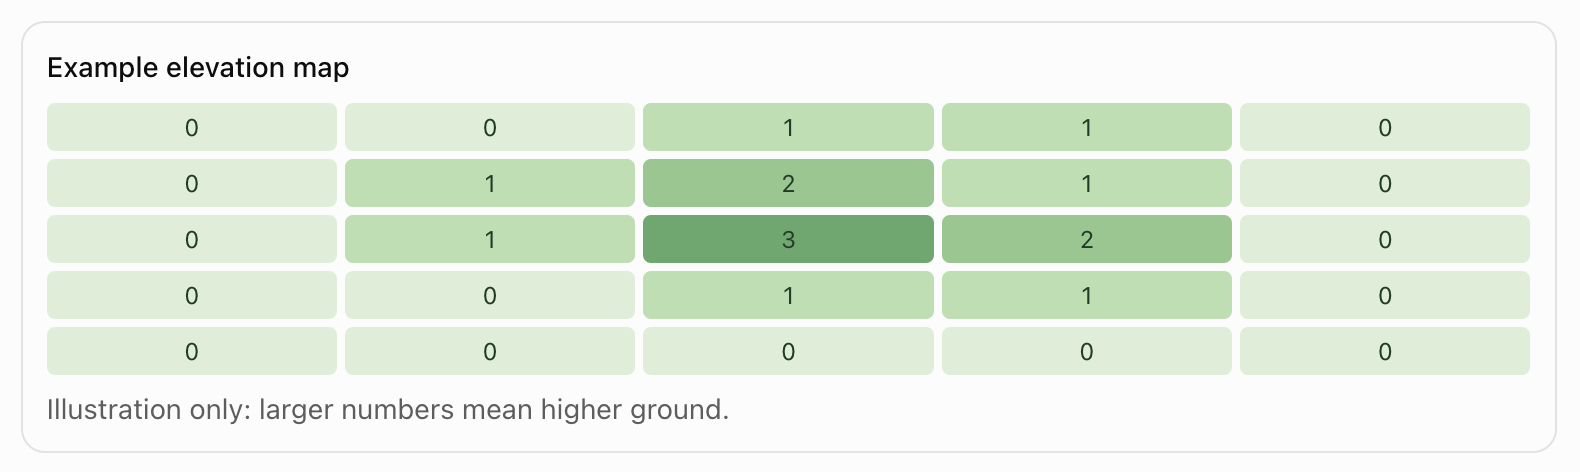 Example elevation map
0 0 1 1 0
0 1 2 1 0
0 1 3 2 0
0 0 1 1 0
0 0 0 0 0
Illustration only: larger numbers mean higher ground.